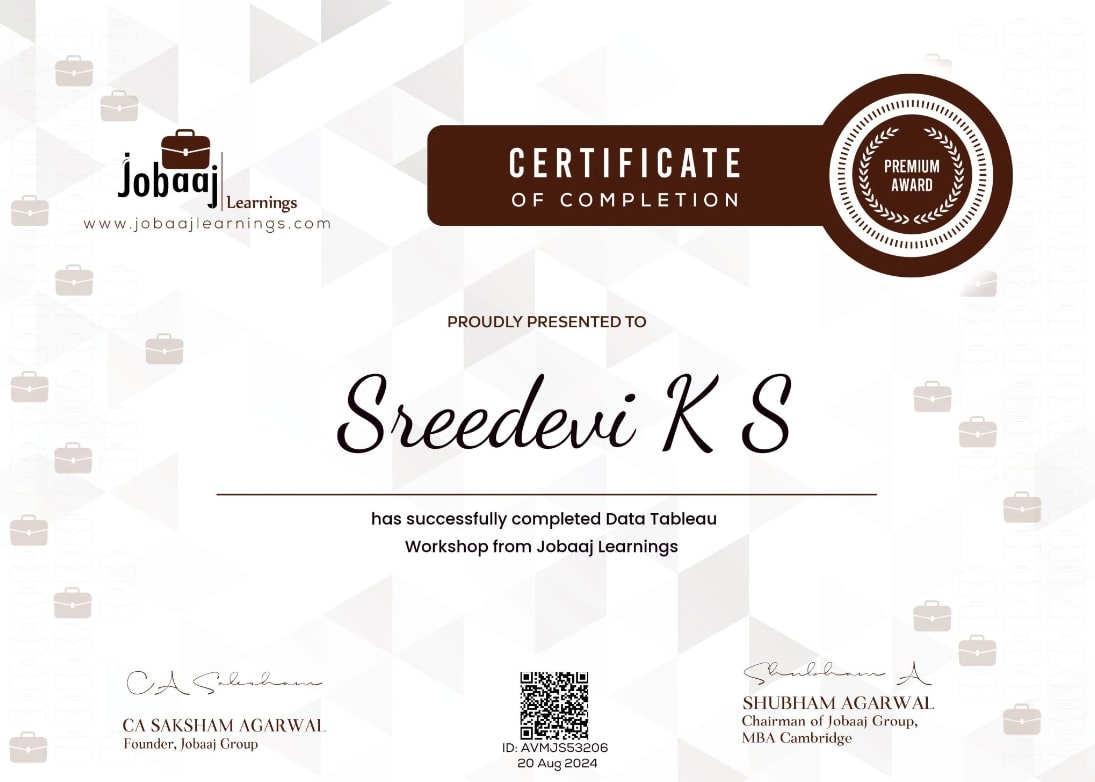 jobaaj
Learnings
www.jobaajlearnings.com
CERTIFICATE
OF COMPLETION
PREMIUM
AWARD
PROUDLY PRESENTED TO
Sreedevi K S
has successfully completed Data Tableau
Workshop from Jobaaj Learnings
CA Saksham
CA SAKSHAM AGARWAL
Founder, Jobaaj Group
ID: AVMJS53206
20 Aug 2024
Shubham A
SHUBHAM AGARWAL
Chairman of Jobaaj Group,
MBA Cambridge